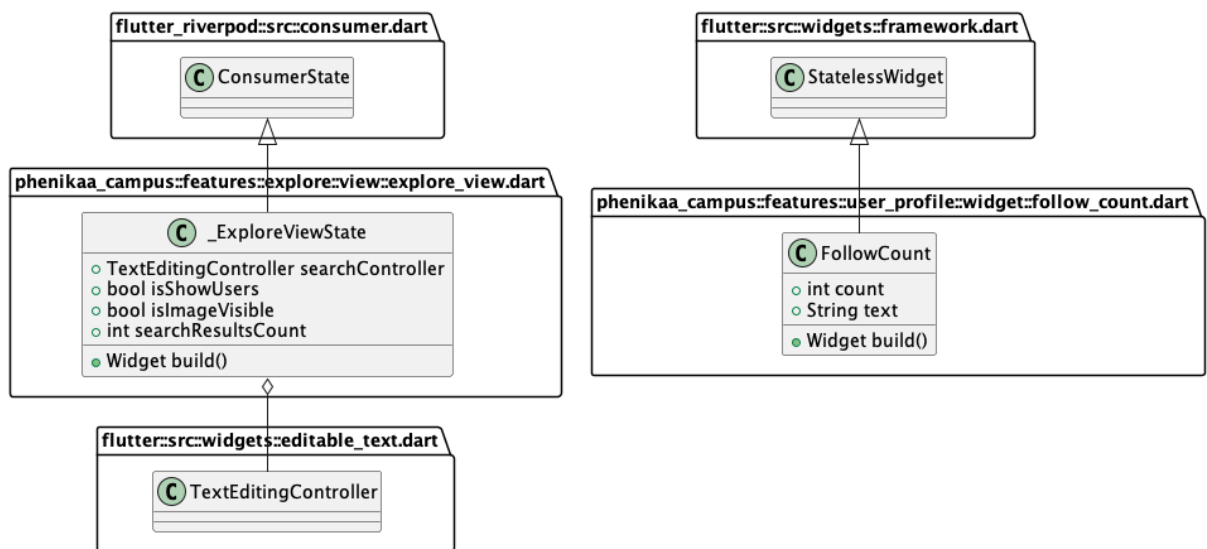 flutter_riverpod::src::consumer.dart
C ConsumerState
phenikaa_campus::features::explore::view::explore_view.dart
C _ExploreViewState
TextEditingController searchController
bool isShowUsers
bool isImageVisible
int searchResultsCount
Widget build()
flutter::src::widgets::editable_text.dart
C TextEditingController
flutter::src::widgets::framework.dart
C StatelessWidget
phenikaa_campus::features::user_profile::widget::follow_count.dart
C FollowCount
int count
String text
Widget build()